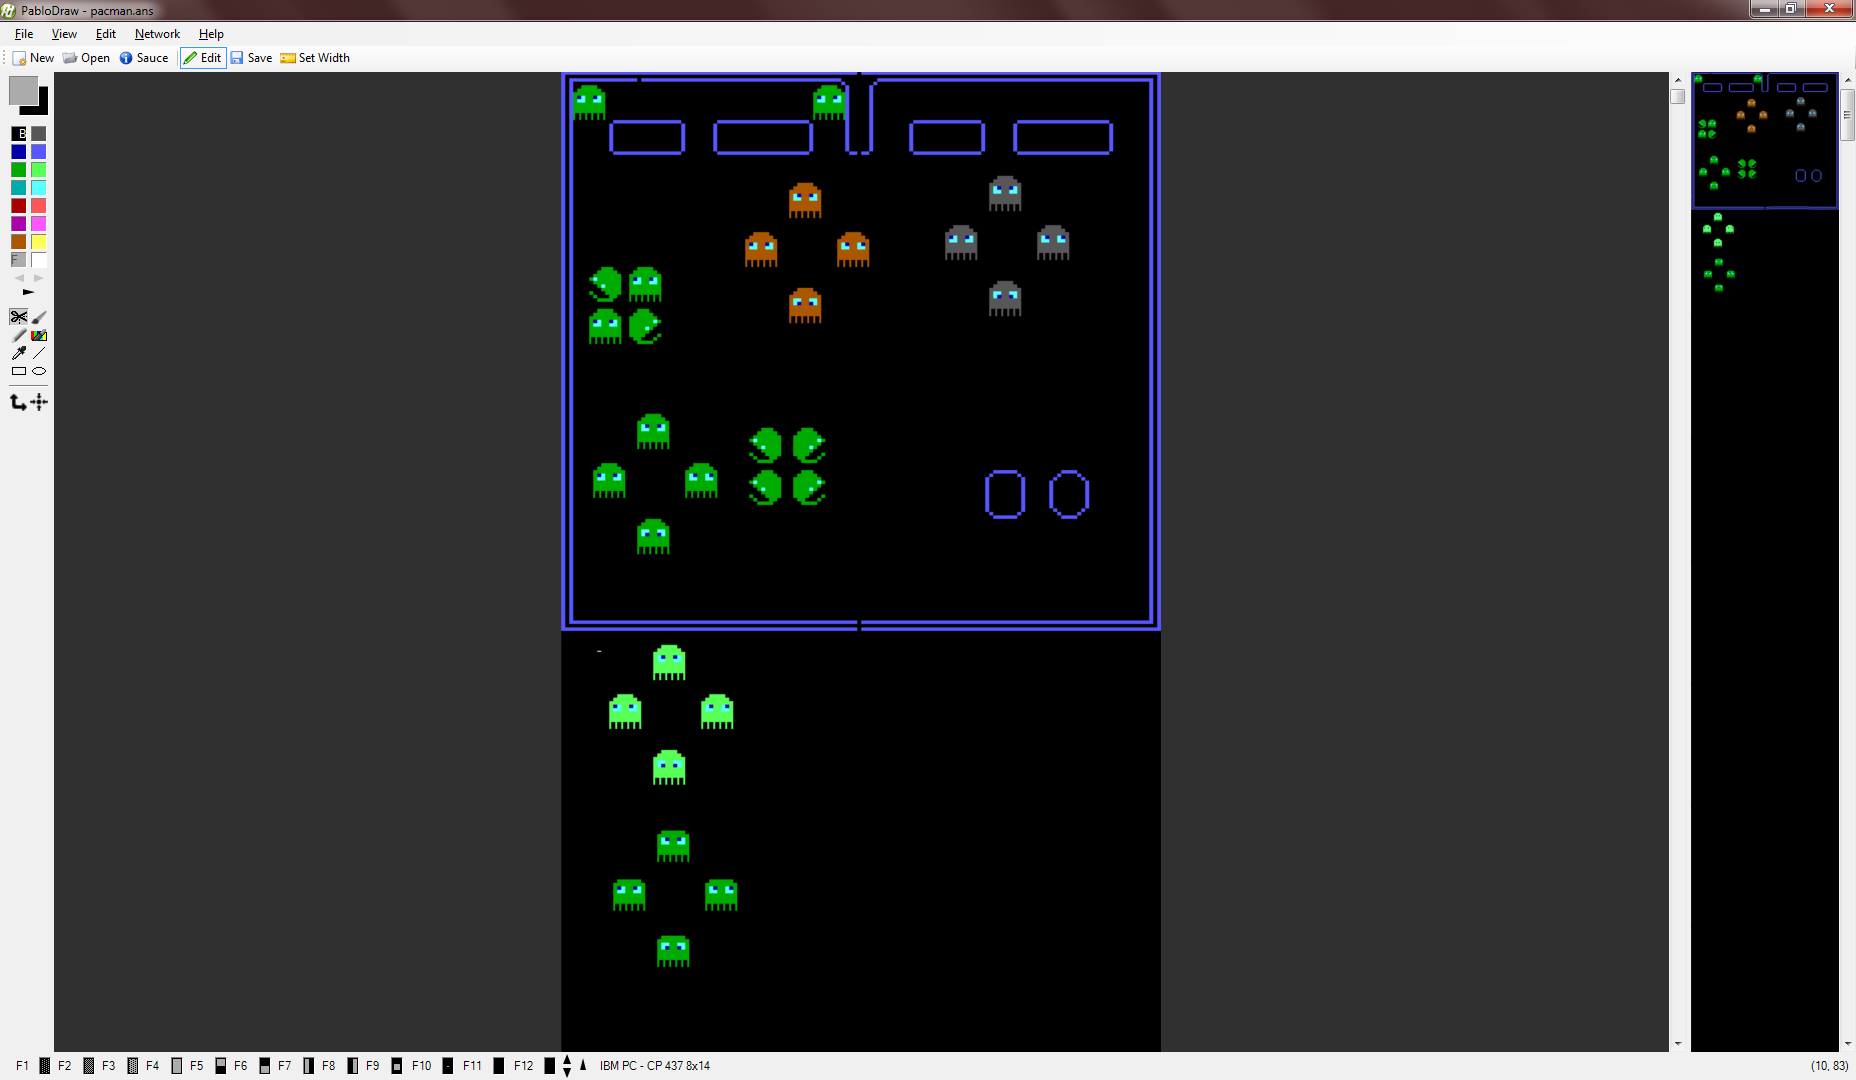 PabloDraw - pacman.ans
File View Edit Network Help
New Open Sauce Edit Save Set Width
B
F
F1 F2 F3 F4 F5 F6 F7 F8 F9 F10 F11 F12 IBM PC - CP 437 8x14 (10, 83)